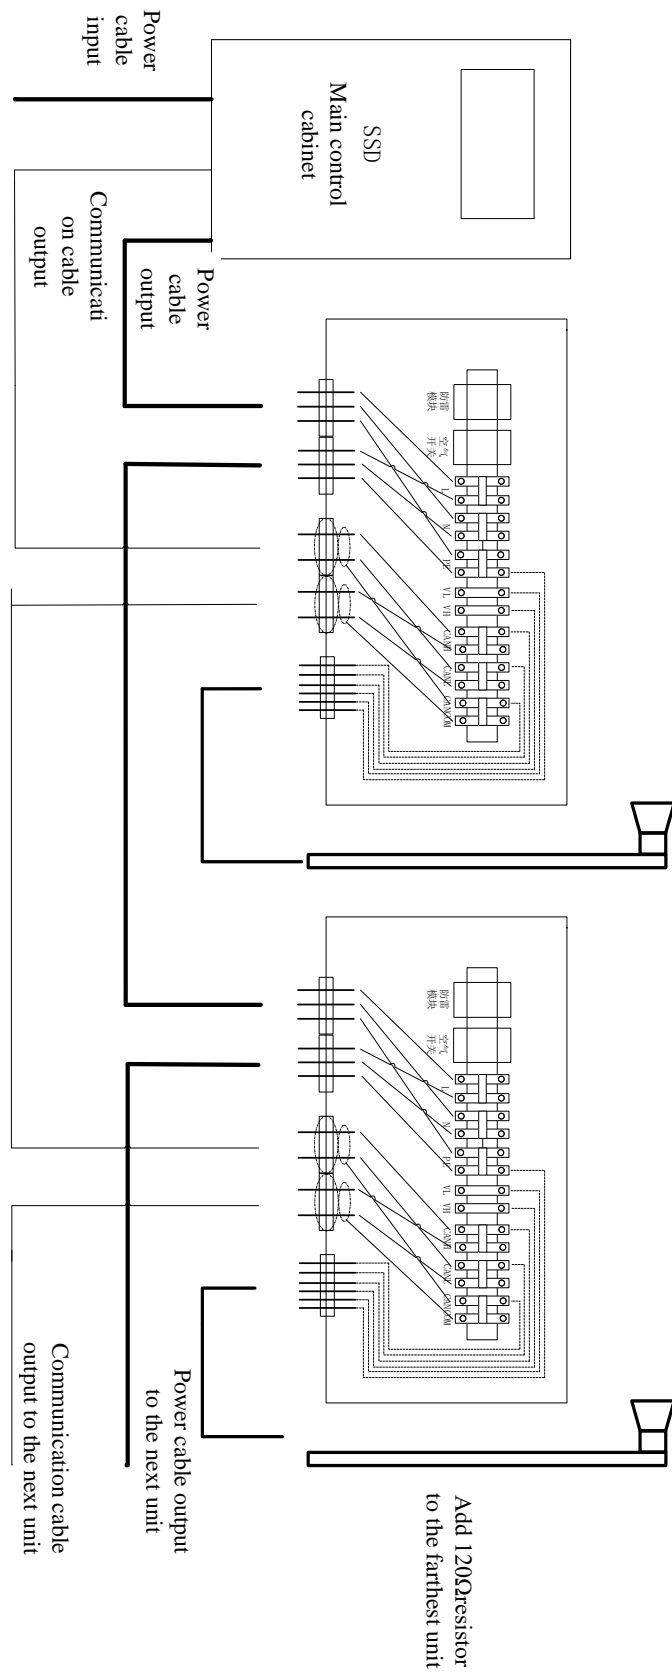 SSD
Main control
cabinet
Power
cable
input
Communicati
on cable
output
Power
cable
output
防雷
模块
空气
开关
L
N
PE
VL
VH
CANH
CANL
CANCOM
防雷
模块
空气
开关
L
N
PE
VL
VH
CANH
CANL
CANCOM
Add 120Ωresistor
to the farthest unit
Power cable output
to the next unit
Communication cable
output to the next unit